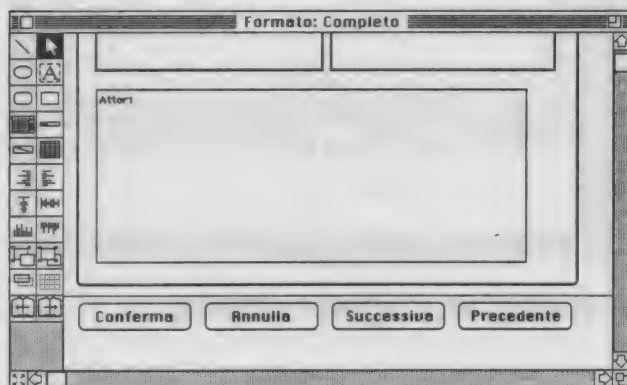 Formato: Completo
Attori
Conferma Annulla Successiva Precedente